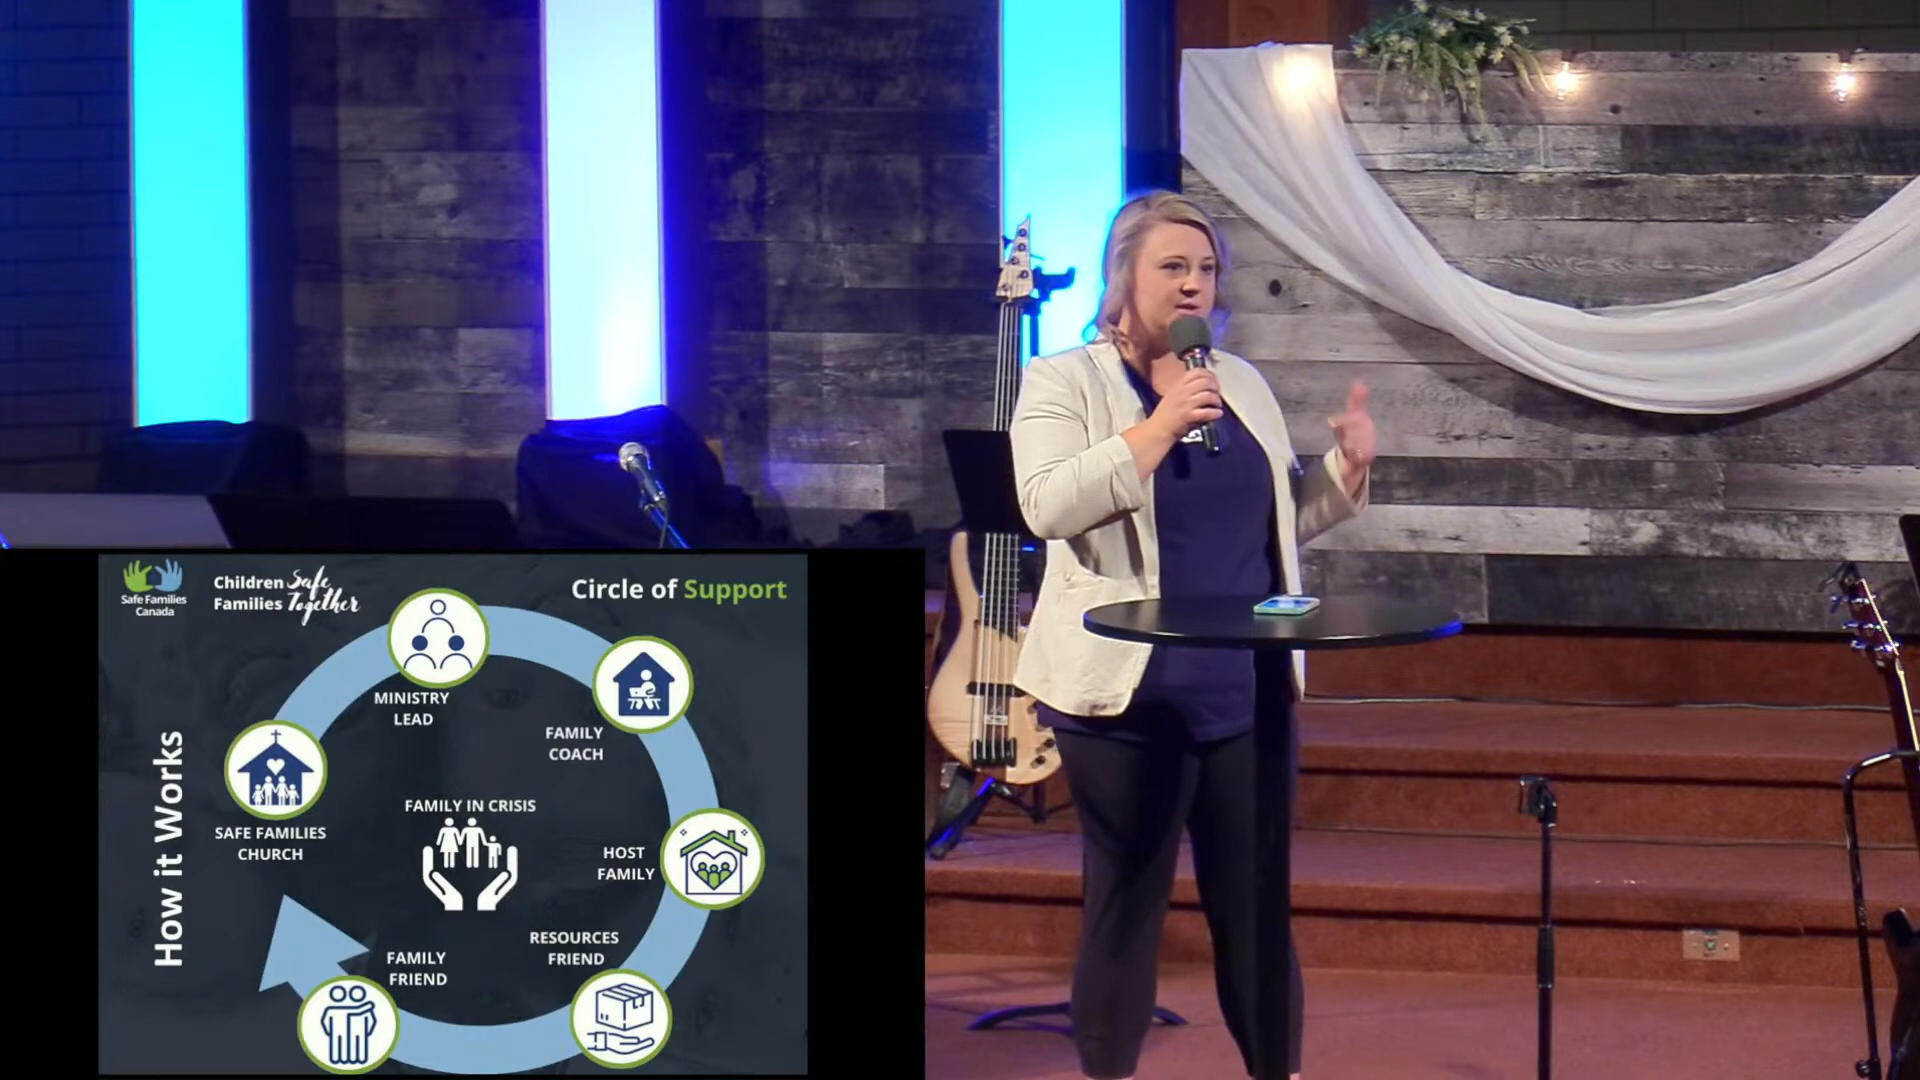 Safe Families
Canada
Children Safe
Families Together
Circle of Support
How it Works
MINISTRY
LEAD
FAMILY
COACH
SAFE FAMILIES
CHURCH
FAMILY IN CRISIS
HOST
FAMILY
RESOURCES
FRIEND
FAMILY
FRIEND